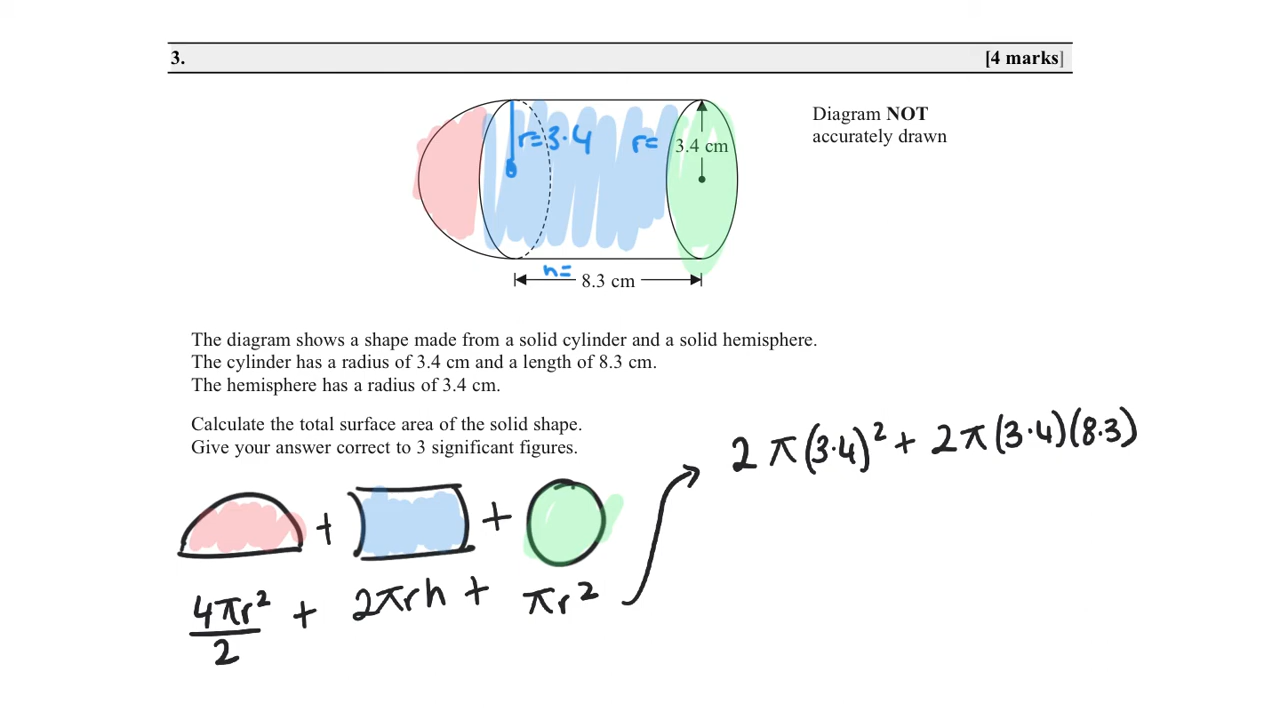 3. [4 marks]
Diagram NOT
accurately drawn
r=3.4 r= 3.4 cm
h= 8.3 cm
The diagram shows a shape made from a solid cylinder and a solid hemisphere.
The cylinder has a radius of 3.4 cm and a length of 8.3 cm.
The hemisphere has a radius of 3.4 cm.
Calculate the total surface area of the solid shape.
Give your answer correct to 3 significant figures.
2π(3.4)² + 2π(3.4)(8.3)
+ +
4πr²/2 + 2πrh + πr²